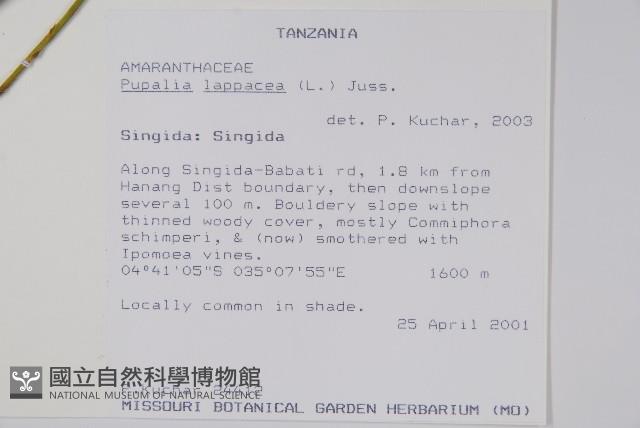 TANZANIA
AMARANTHACEAE
Pupalia lappacea (L.) Juss.
det. P. Kuchar, 2003
Singida: Singida
Along Singida-Babati rd, 1.8 km from
Hanang Dist boundary, then downslope
several 100 m. Bouldery slope with
thinned woody cover, mostly Commiphora
schimperi, & (now) smothered with
Ipomoea vines.
04°41'05"S 035°07'55"E 1600 m
Locally common in shade.
25 April 2001
國立自然科學博物館
P. Kuchar
NATIONAL MUSEUM OF NATURAL SCIENCE
MISSOURI BOTANICAL GARDEN HERBARIUM (MO)